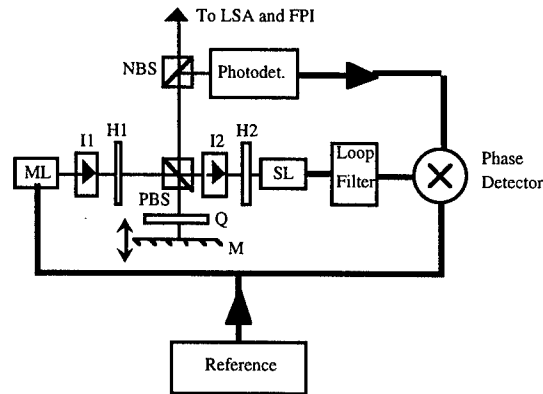 To LSA and FPI
NBS
Photodet.
I1
H1
I2
H2
ML
PBS
SL
Loop
Filter
Phase
Detector
Q
M
Reference